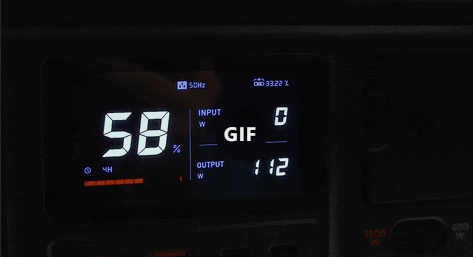 50Hz
33.22 %
INPUT
W
0
58
%
GIF
OUTPUT
W
112
4H